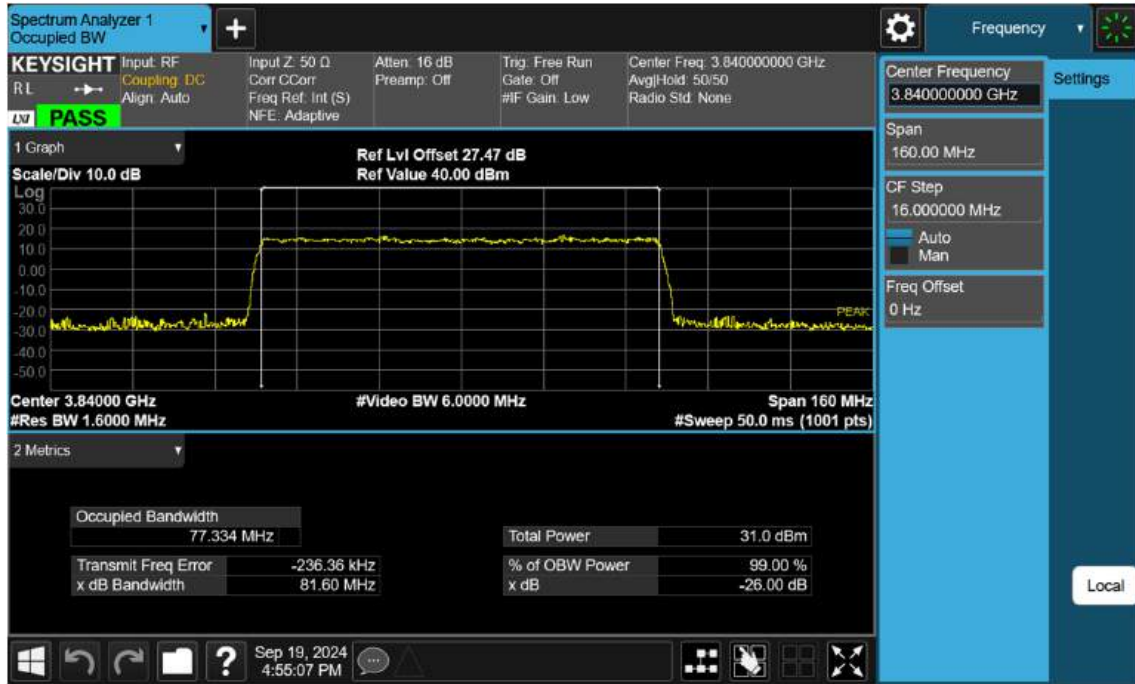 Spectrum Analyzer 1
Occupied BW
+
Frequency
KEYSIGHT
RL
LXI PASS
Input: RF
Coupling: DC
Align: Auto
Input Z: 50 Ω
Corr CCorr
Freq Ref: Int (S)
NFE: Adaptive
Atten: 16 dB
Preamp: Off
Trig: Free Run
Gate: Off
#IF Gain: Low
Center Freq: 3.840000000 GHz
Avg|Hold: 50/50
Radio Std: None
1 Graph
Scale/Div 10.0 dB
Ref Lvl Offset 27.47 dB
Ref Value 40.00 dBm
Log
30.0
20.0
10.0
0.00
-10.0
-20.0
-30.0
-40.0
-50.0
PEAK
Center 3.84000 GHz
#Video BW 6.0000 MHz
Span 160 MHz
#Res BW 1.6000 MHz
#Sweep 50.0 ms (1001 pts)
2 Metrics
Occupied Bandwidth
77.334 MHz
Total Power 31.0 dBm
Transmit Freq Error -236.36 kHz
% of OBW Power 99.00 %
x dB Bandwidth 81.60 MHz
x dB -26.00 dB
Center Frequency
3.840000000 GHz
Settings
Span
160.00 MHz
CF Step
16.000000 MHz
Auto
Man
Freq Offset
0 Hz
Local
?
Sep 19, 2024
4:55:07 PM